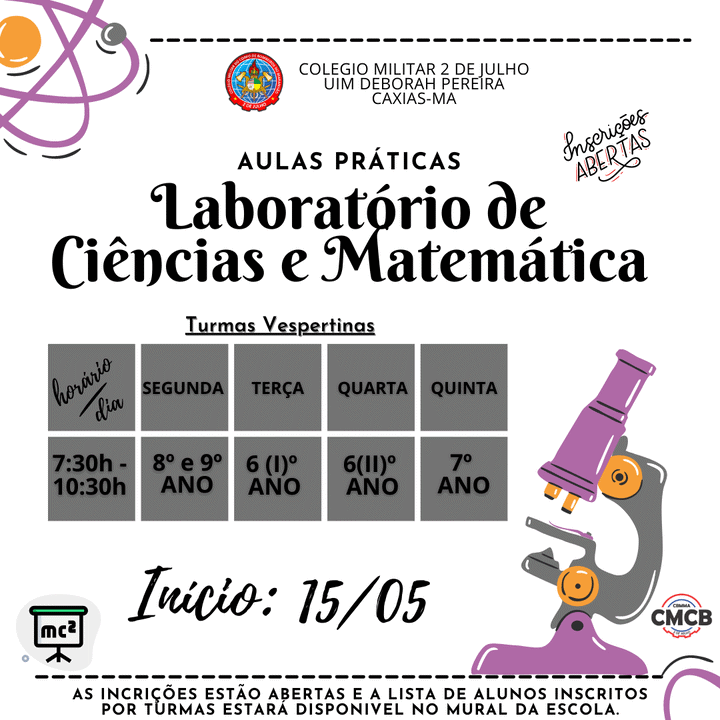 COLEGIO MILITAR 2 DE JULHO
UIM DEBORAH PEREIRA
CAXIAS-MA
Inscrições
ABERTAS
AULAS PRÁTICAS
Laboratório de
Ciências e Matemática
Turmas Vespertinas
horário
/
dia
SEGUNDA
TERÇA
QUARTA
QUINTA
7:30h -
10:30h
8º e 9º
ANO
6 (I)º
ANO
6(II)º
ANO
7º
ANO
Início: 15/05
mc²
CBMMA
CMCB
AS INCRIÇÕES ESTÃO ABERTAS E A LISTA DE ALUNOS INSCRITOS
POR TURMAS ESTARÁ DISPONIVEL NO MURAL DA ESCOLA.